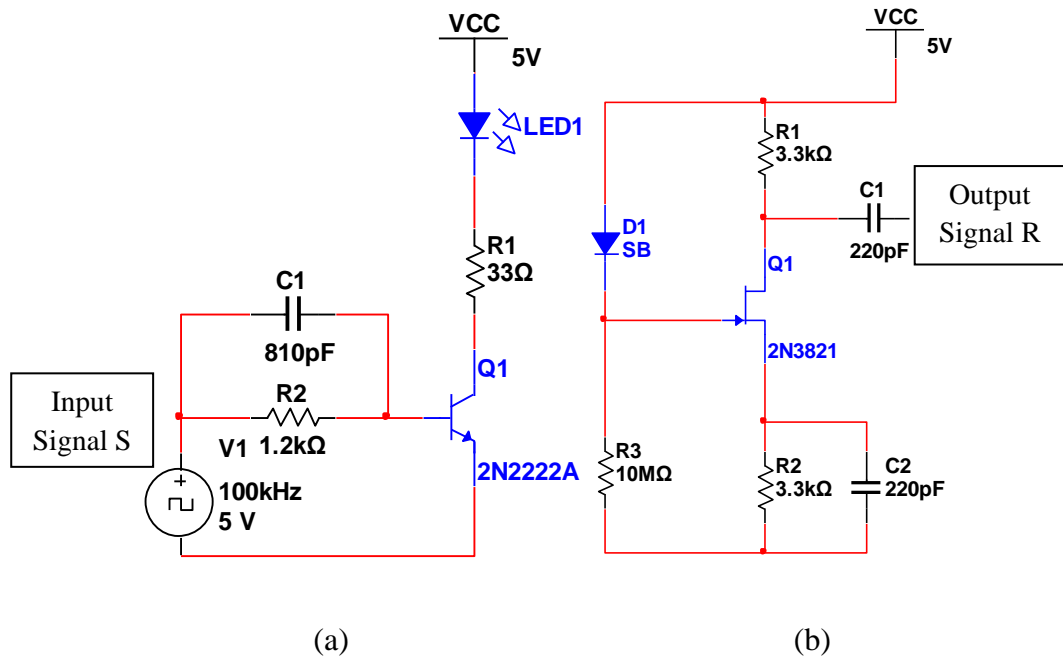 VCC
5V
LED1
R1
33Ω
C1
810pF
Q1
R2
1.2kΩ
2N2222A
Input
Signal S
V1
100kHz
5 V
(a)
VCC
5V
R1
3.3kΩ
C1
220pF
Output
Signal R
D1
SB
Q1
2N3821
R3
10MΩ
R2
3.3kΩ
C2
220pF
(b)